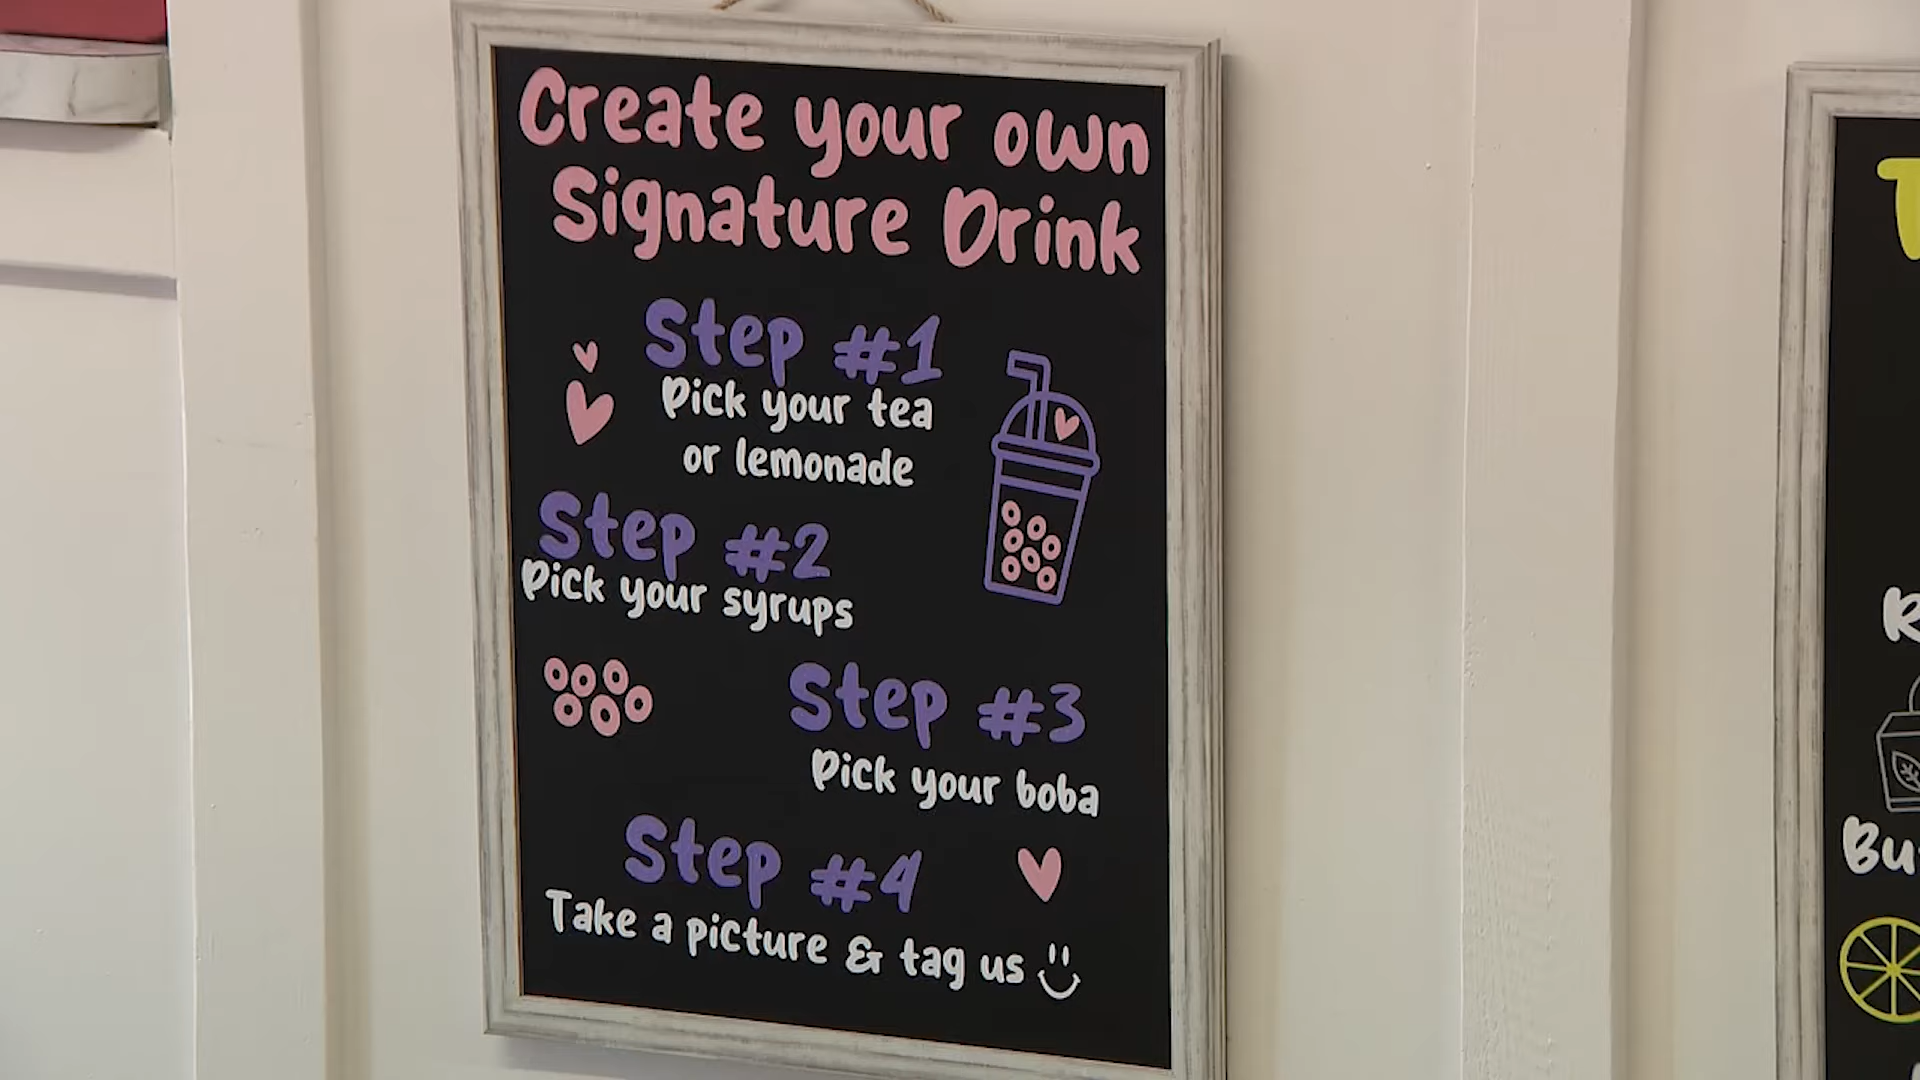 Create your own
Signature Drink
Step #1
Pick your tea
or lemonade
Step #2
Pick your syrups
Step #3
Pick your boba
Step #4
Take a picture & tag us